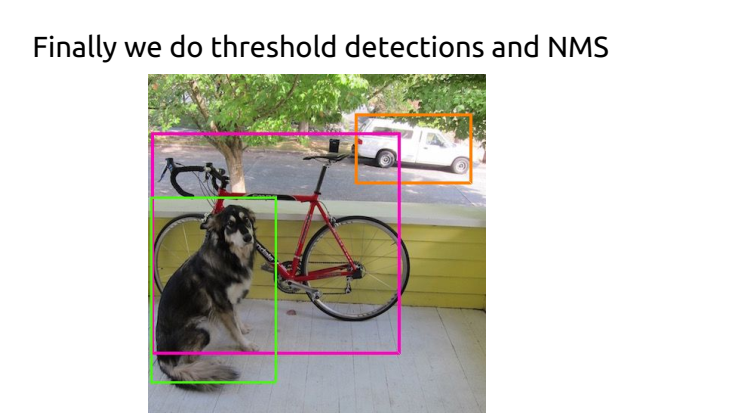 Finally we do threshold detections and NMS